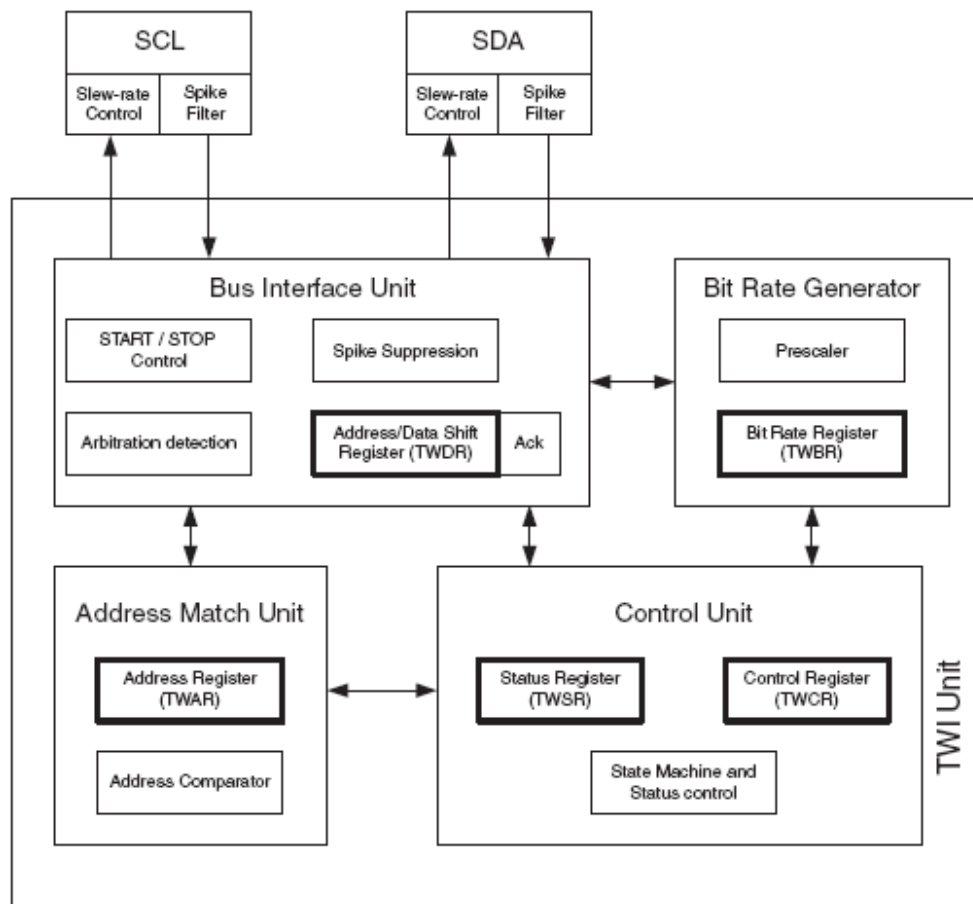 SCL
Slew-rate
Control
Spike
Filter
SDA
Slew-rate
Control
Spike
Filter
Bus Interface Unit
START / STOP
Control
Spike Suppression
Arbitration detection
Address/Data Shift
Register (TWDR)
Ack
Bit Rate Generator
Prescaler
Bit Rate Register
(TWBR)
Address Match Unit
Address Register
(TWAR)
Address Comparator
Control Unit
Status Register
(TWSR)
Control Register
(TWCR)
State Machine and
Status control
TWI Unit